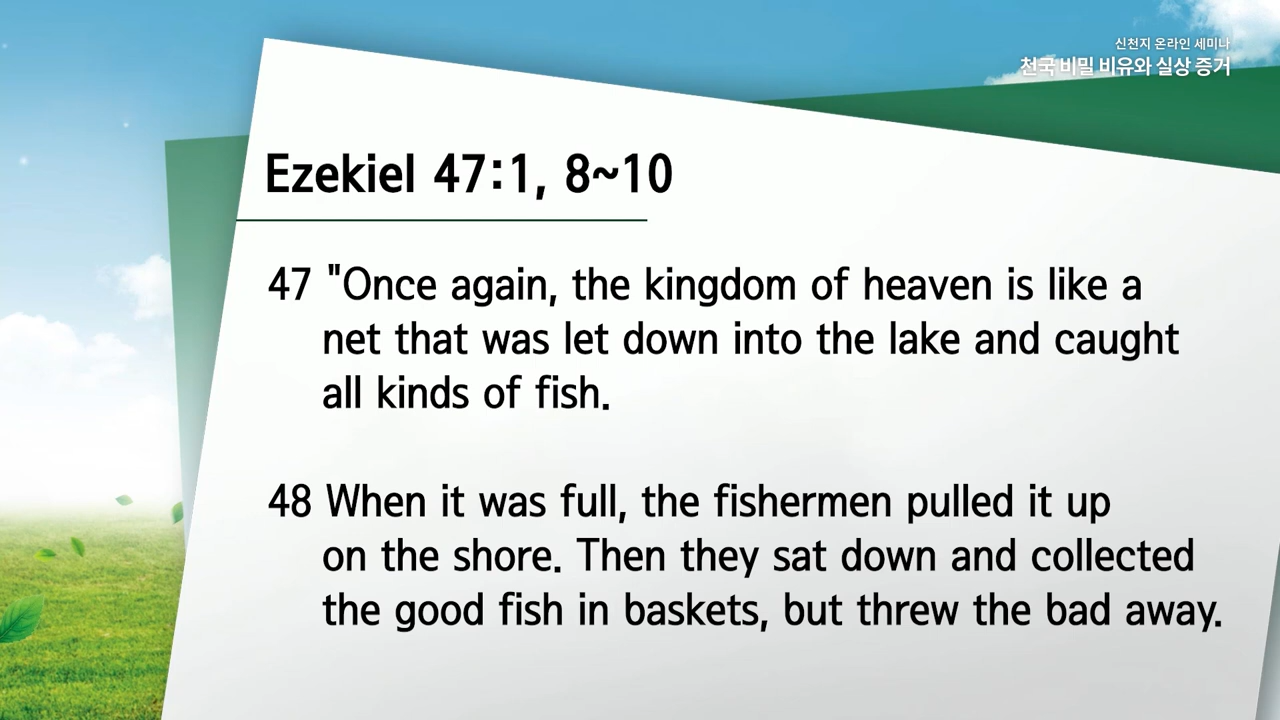 신천지 온라인 세미나
천국 비밀 비유와 실상 증거
Ezekiel 47:1, 8~10
47 "Once again, the kingdom of heaven is like a
net that was let down into the lake and caught
all kinds of fish.
48 When it was full, the fishermen pulled it up
on the shore. Then they sat down and collected
the good fish in baskets, but threw the bad away.